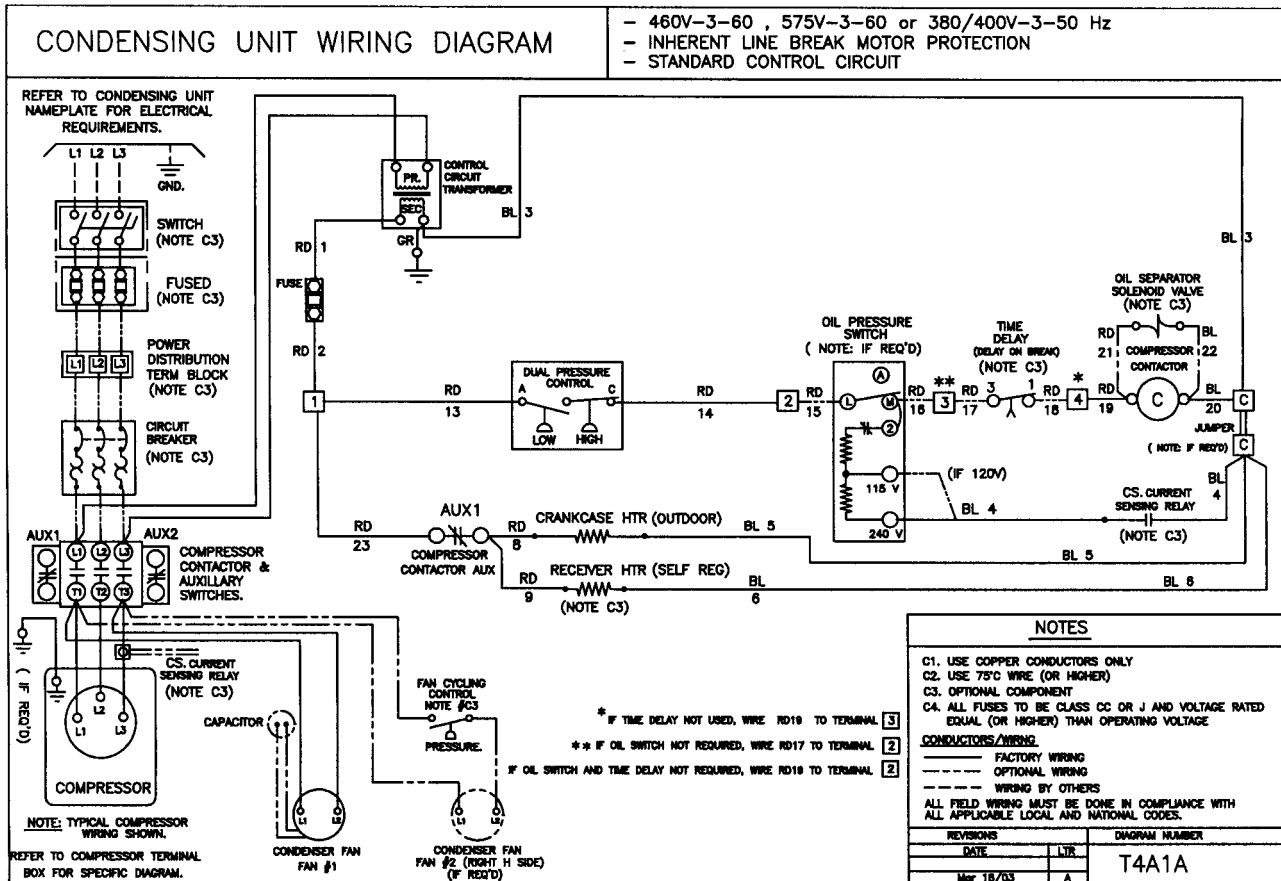 CONDENSING UNIT WIRING DIAGRAM
- 460V-3-60 , 575V-3-60 or 380/400V-3-50 Hz
- INHERENT LINE BREAK MOTOR PROTECTION
- STANDARD CONTROL CIRCUIT
REFER TO CONDENSING UNIT
NAMEPLATE FOR ELECTRICAL
REQUIREMENTS.
L1 L2 L3
GND.
SWITCH
(NOTE C3)
FUSED
(NOTE C3)
L1 L2 L3
POWER
DISTRIBUTION
TERM BLOCK
(NOTE C3)
CIRCUIT
BREAKER
(NOTE C3)
AUX1
AUX2
L1 L2 L3
T1 T2 T3
COMPRESSOR
CONTACTOR &
AUXILLARY
SWITCHES.
( IF REQ'D)
CS. CURRENT
SENSING RELAY
(NOTE C3)
L1
L2
L3
COMPRESSOR
NOTE: TYPICAL COMPRESSOR
WIRING SHOWN.
REFER TO COMPRESSOR TERMINAL
BOX FOR SPECIFIC DIAGRAM.
PR.
SEC
CONTROL
CIRCUIT
TRANSFORMER
GR
BL 3
RD 1
FUSE
RD 2
1
RD
13
DUAL PRESSURE
CONTROL
A
C
LOW
HIGH
RD
14
2
RD
15
OIL PRESSURE
SWITCH
( NOTE: IF REQ'D)
A
L
M
2
115 V
240 V
RD
16
**
3
RD
17
TIME
DELAY
(DELAY ON BREAK)
(NOTE C3)
3
1
RD
18
*
4
RD
19
OIL SEPARATOR
SOLENOID VALVE
(NOTE C3)
RD
21
BL
22
COMPRESSOR
CONTACTOR
C
BL
20
BL 3
C
JUMPER
( NOTE: IF REQ'D)
C
(IF 120V)
BL 4
BL
4
CS. CURRENT
SENSING RELAY
(NOTE C3)
RD
23
AUX1
COMPRESSOR
CONTACTOR AUX
RD
8
CRANKCASE HTR (OUTDOOR)
BL 5
BL 5
RD
9
RECEIVER HTR (SELF REG)
(NOTE C3)
BL
6
BL 6
CAPACITOR
FAN CYCLING
CONTROL
NOTE #C3
PRESSURE.
L1
L2
CONDENSER FAN
FAN #1
L1
L2
CONDENSER FAN
FAN #2 (RIGHT H SIDE)
(IF REQ'D)
* IF TIME DELAY NOT USED, WIRE RD19 TO TERMINAL 3
** IF OIL SWITCH NOT REQUIRED, WIRE RD17 TO TERMINAL 2
IF OIL SWITCH AND TIME DELAY NOT REQUIRED, WIRE RD19 TO TERMINAL 2
NOTES
C1. USE COPPER CONDUCTORS ONLY
C2. USE 75°C WIRE (OR HIGHER)
C3. OPTIONAL COMPONENT
C4. ALL FUSES TO BE CLASS CC OR J AND VOLTAGE RATED
EQUAL (OR HIGHER) THAN OPERATING VOLTAGE
CONDUCTORS/WIRING
FACTORY WIRING
OPTIONAL WIRING
WIRING BY OTHERS
ALL FIELD WIRING MUST BE DONE IN COMPLIANCE WITH
ALL APPLICABLE LOCAL AND NATIONAL CODES.
REVISIONS
DIAGRAM NUMBER
DATE
LTR
T4A1A
Mar 18/03
A